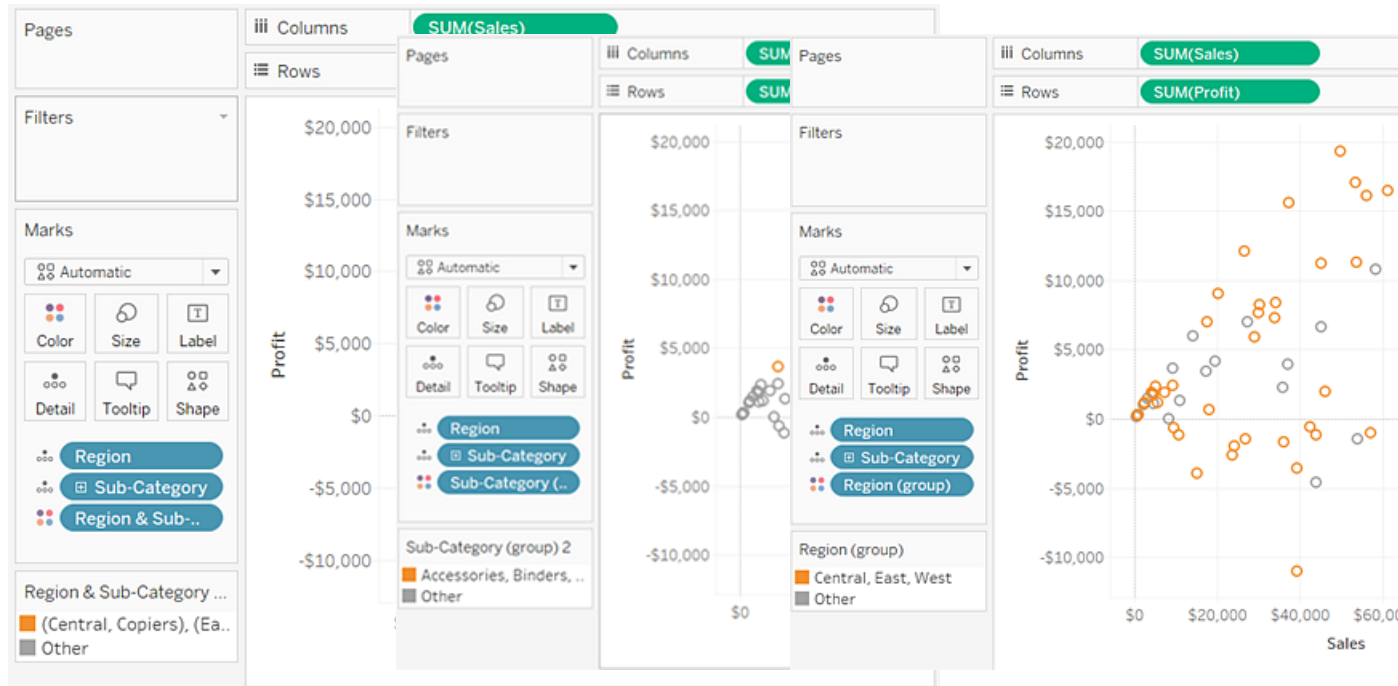 Pages
Columns
SUM(Sales)
Rows
Filters
Marks
Automatic
Color
Size
Label
Detail
Tooltip
Shape
Region
Sub-Category
Region & Sub-..
Region & Sub-Category ...
(Central, Copiers), (Ea..
Other
$20,000
$15,000
$10,000
$5,000
$0
-$5,000
-$10,000
Profit
Pages
Columns
SUM
Rows
SUM
Filters
Marks
Automatic
Color
Size
Label
Detail
Tooltip
Shape
Region
Sub-Category
Sub-Category (..
Sub-Category (group) 2
Accessories, Binders, ..
Other
$20,000
$15,000
$10,000
$5,000
$0
-$5,000
-$10,000
Profit
$0
Pages
Columns
SUM(Sales)
Rows
SUM(Profit)
Filters
Marks
Automatic
Color
Size
Label
Detail
Tooltip
Shape
Region
Sub-Category
Region (group)
Region (group)
Central, East, West
Other
$20,000
$15,000
$10,000
$5,000
$0
-$5,000
-$10,000
Profit
$0
$20,000
$40,000
Sales